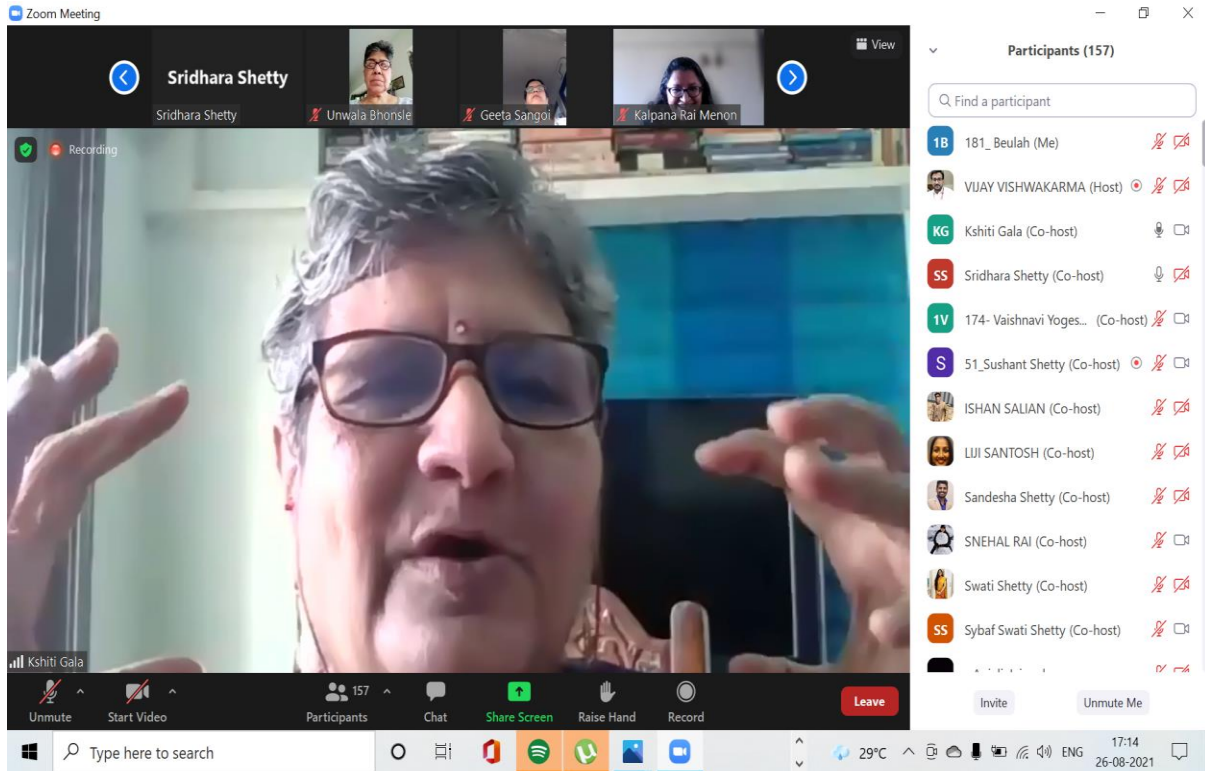 Zoom Meeting
View
Sridhara Shetty
Sridhara Shetty
Unwala Bhonsle
Geeta Sangoi
Kalpana Rai Menon
Recording
Kshiti Gala
Participants (157)
Find a participant
1B 181_ Beulah (Me)
VIJAY VISHWAKARMA (Host)
KG Kshiti Gala (Co-host)
SS Sridhara Shetty (Co-host)
1V 174- Vaishnavi Yoges... (Co-host)
S 51_Sushant Shetty (Co-host)
ISHAN SALIAN (Co-host)
LIJI SANTOSH (Co-host)
Sandesha Shetty (Co-host)
SNEHAL RAI (Co-host)
Swati Shetty (Co-host)
SS Sybaf Swati Shetty (Co-host)
Invite
Unmute Me
157
Unmute
Start Video
Participants
Chat
Share Screen
Raise Hand
Record
Leave
Type here to search
29°C
ENG
17:14
26-08-2021